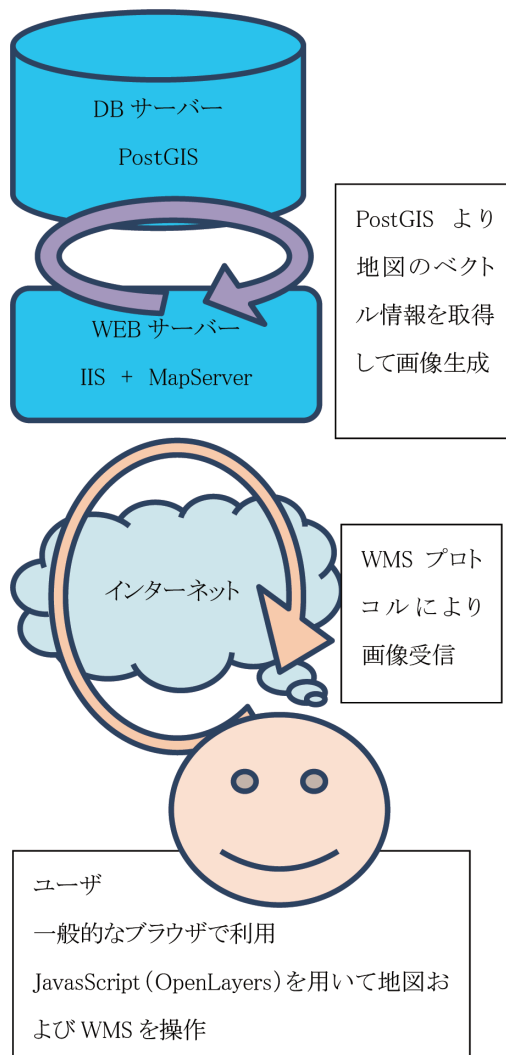 DB サーバー
PostGIS
PostGIS より
地図のベクト
ル情報を取得
して画像生成
WEB サーバー
IIS + MapServer
インターネット
WMS プロト
コルにより
画像受信
ユーザ
一般的なブラウザで利用
JavasScript(OpenLayers)を用いて地図お
よび WMS を操作